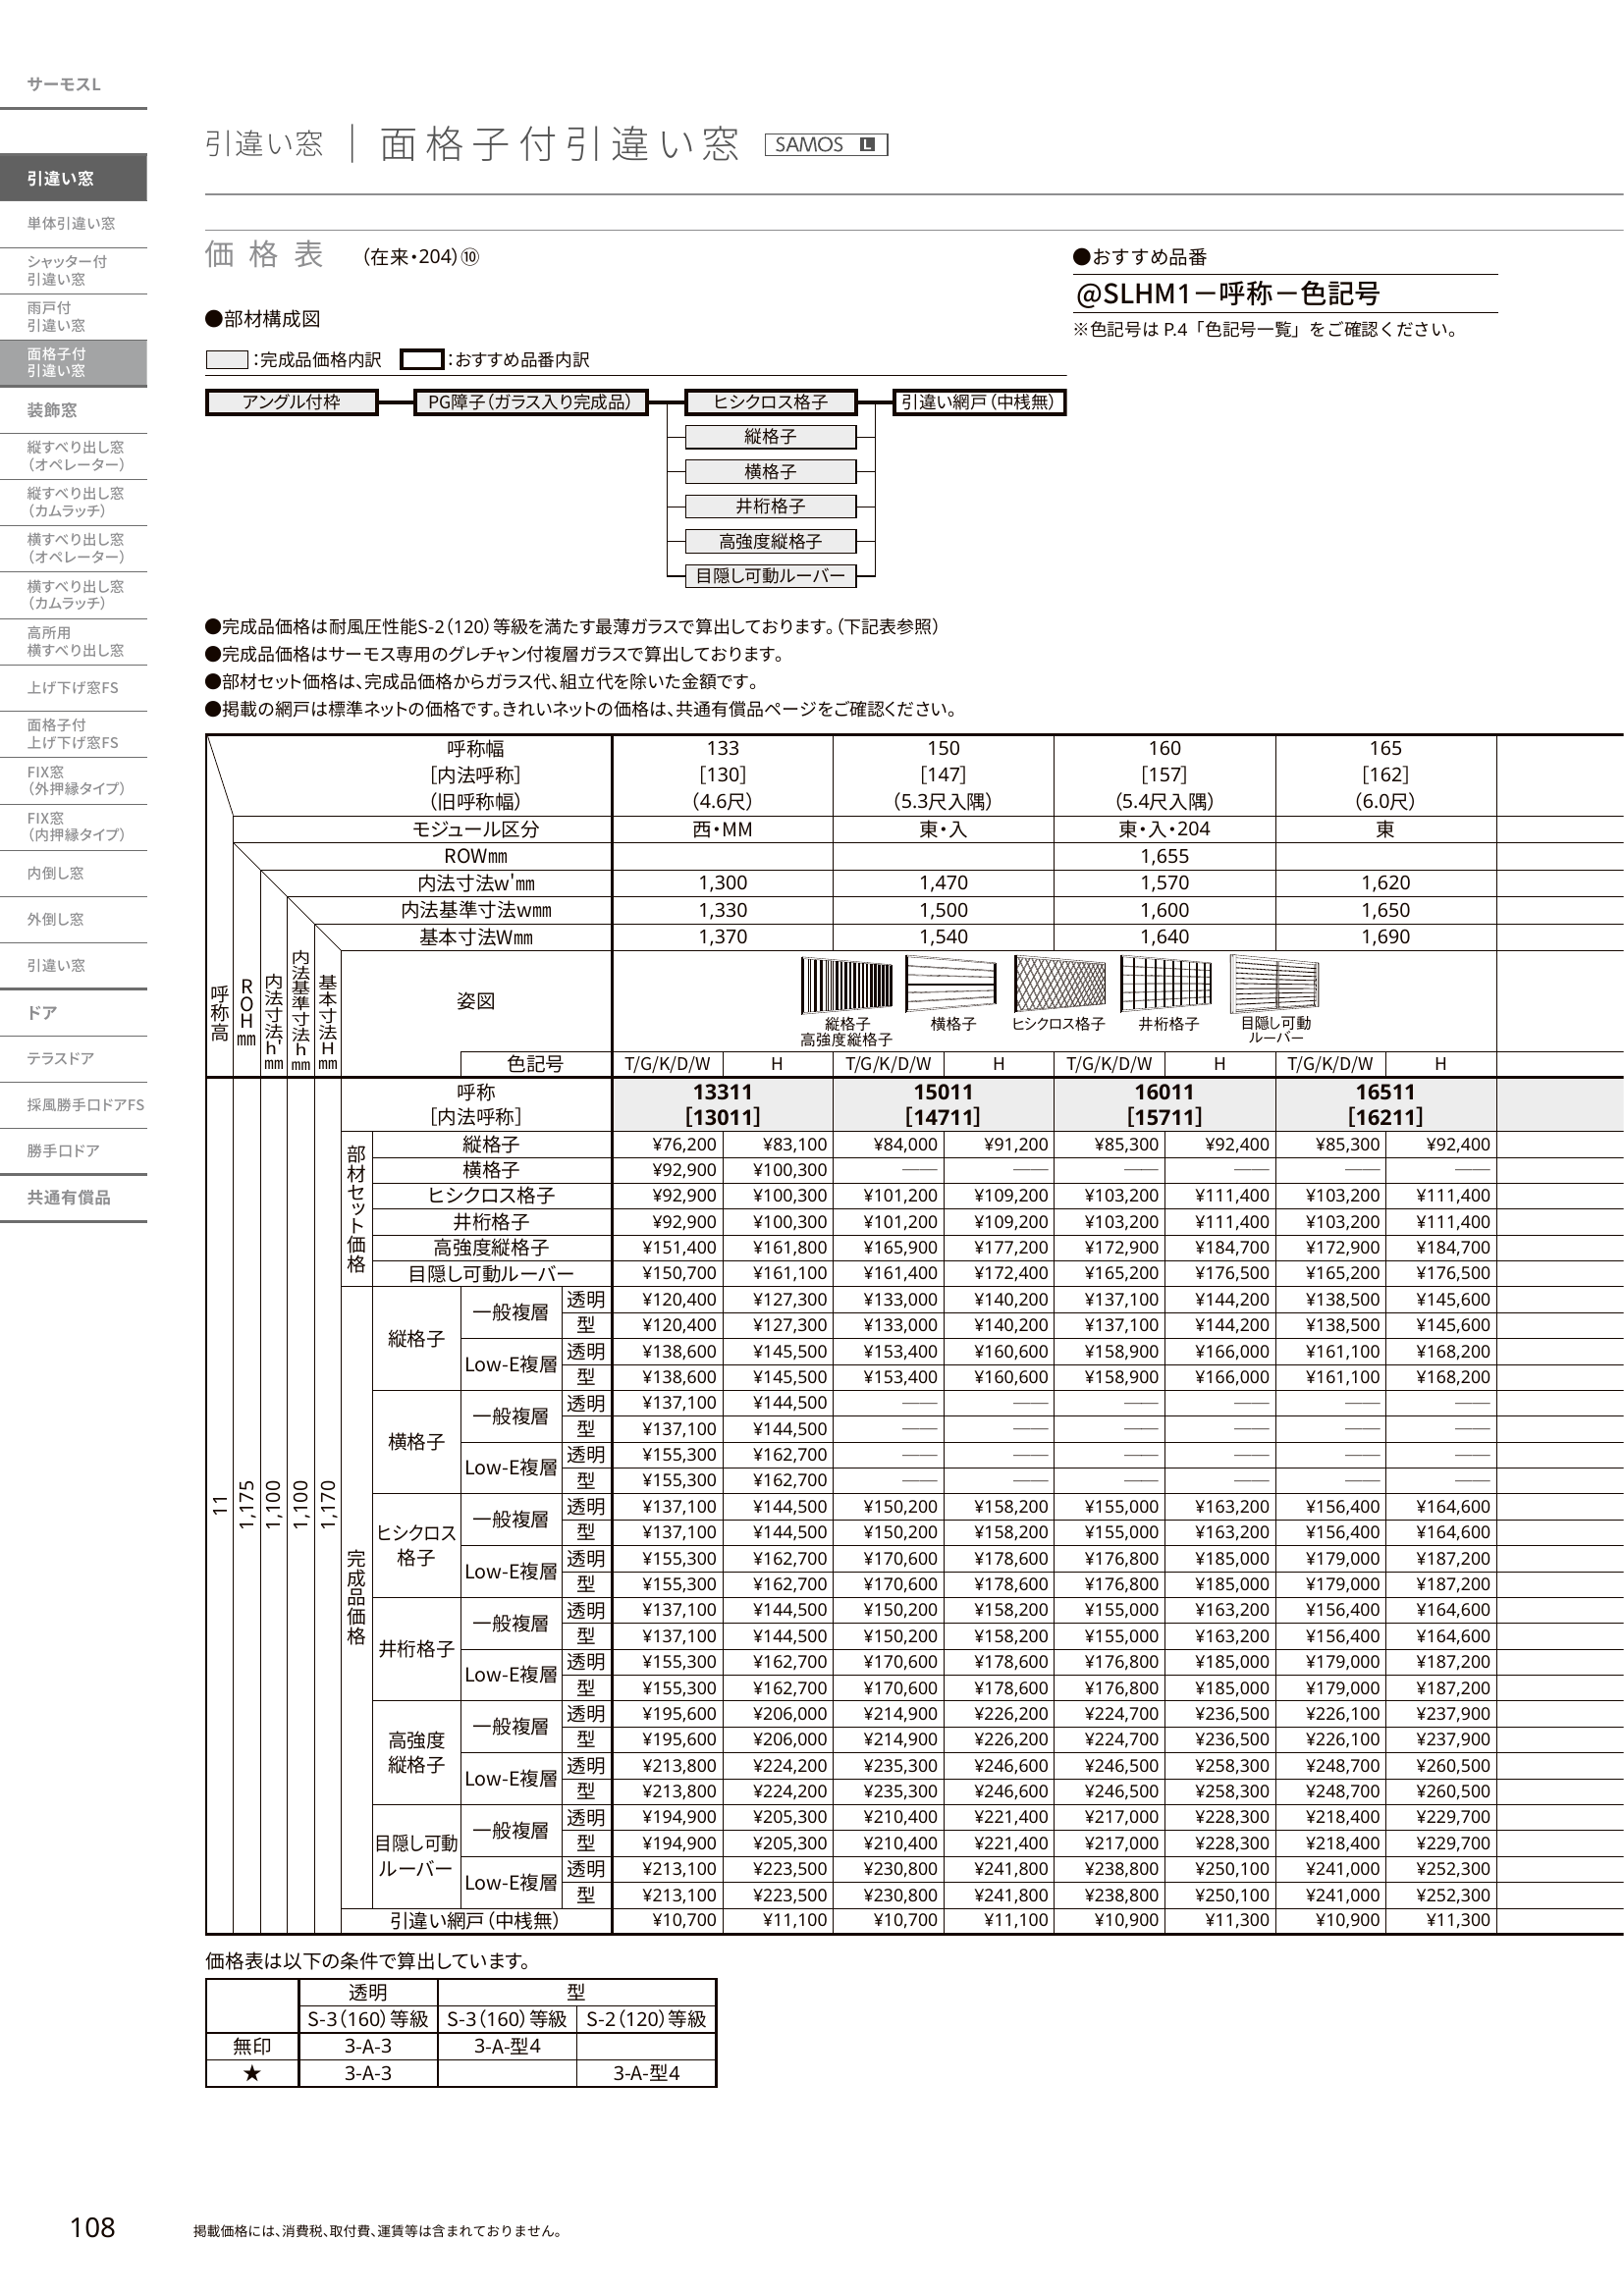 サーモスL
引違い窓
単体引違い窓
シャッター付
引違い窓
雨戸付
引違い窓
面格子付
引違い窓
装飾窓
縦すべり出し窓
（オペレーター）
縦すべり出し窓
（カムラッチ）
横すべり出し窓
（オペレーター）
横すべり出し窓
（カムラッチ）
高所用
横すべり出し窓
上げ下げ窓FS
面格子付
上げ下げ窓FS
FIX窓
（外押縁タイプ）
FIX窓
（内押縁タイプ）
内倒し窓
外倒し窓
引違い窓
ドア
テラスドア
採風勝手口ドアFS
勝手口ドア
共通有償品
引違い窓｜面格子付引違い窓 SAMOS L
価格表 （在来・204）⑩
●おすすめ品番
@SLHM1－呼称－色記号
※色記号は P.4「色記号一覧」をご確認ください。
●部材構成図
：完成品価格内訳 ：おすすめ品番内訳
アングル付枠 PG障子（ガラス入り完成品） ヒシクロス格子 引違い網戸（中桟無）
縦格子
横格子
井桁格子
高強度縦格子
目隠し可動ルーバー
●完成品価格は耐風圧性能S-2（120）等級を満たす最薄ガラスで算出しております。（下記表参照）
●完成品価格はサーモス専用のグレチャン付複層ガラスで算出しております。
●部材セット価格は、完成品価格からガラス代、組立代を除いた金額です。
●掲載の網戸は標準ネットの価格です。きれいネットの価格は、共通有償品ページをご確認ください。
呼称幅 133 150 160 165
［内法呼称］ ［130］ ［147］ ［157］ ［162］
（旧呼称幅） （4.6尺） （5.3尺入隅） （5.4尺入隅） （6.0尺）
モジュール区分 西・MM 東・入 東・入・204 東
ROW㎜ 1,655
内法寸法w'㎜ 1,300 1,470 1,570 1,620
内法基準寸法w㎜ 1,330 1,500 1,600 1,650
基本寸法W㎜ 1,370 1,540 1,640 1,690
呼称高 ROH㎜ 内法寸法h'㎜ 内法基準寸法h㎜ 基本寸法H㎜
姿図
縦格子
高強度縦格子
横格子
ヒシクロス格子
井桁格子
目隠し可動
ルーバー
色記号 T/G/K/D/W H T/G/K/D/W H T/G/K/D/W H T/G/K/D/W H
11 1,175 1,100 1,100 1,170
呼称 13311 15011 16011 16511
［内法呼称］ ［13011］ ［14711］ ［15711］ ［16211］
部材セット価格
縦格子 ¥76,200 ¥83,100 ¥84,000 ¥91,200 ¥85,300 ¥92,400 ¥85,300 ¥92,400
横格子 ¥92,900 ¥100,300 —— —— —— —— —— ——
ヒシクロス格子 ¥92,900 ¥100,300 ¥101,200 ¥109,200 ¥103,200 ¥111,400 ¥103,200 ¥111,400
井桁格子 ¥92,900 ¥100,300 ¥101,200 ¥109,200 ¥103,200 ¥111,400 ¥103,200 ¥111,400
高強度縦格子 ¥151,400 ¥161,800 ¥165,900 ¥177,200 ¥172,900 ¥184,700 ¥172,900 ¥184,700
目隠し可動ルーバー ¥150,700 ¥161,100 ¥161,400 ¥172,400 ¥165,200 ¥176,500 ¥165,200 ¥176,500
完成品価格
縦格子 一般複層 透明 ¥120,400 ¥127,300 ¥133,000 ¥140,200 ¥137,100 ¥144,200 ¥138,500 ¥145,600
型 ¥120,400 ¥127,300 ¥133,000 ¥140,200 ¥137,100 ¥144,200 ¥138,500 ¥145,600
Low-E複層 透明 ¥138,600 ¥145,500 ¥153,400 ¥160,600 ¥158,900 ¥166,000 ¥161,100 ¥168,200
型 ¥138,600 ¥145,500 ¥153,400 ¥160,600 ¥158,900 ¥166,000 ¥161,100 ¥168,200
横格子 一般複層 透明 ¥137,100 ¥144,500 —— —— —— —— —— ——
型 ¥137,100 ¥144,500 —— —— —— —— —— ——
Low-E複層 透明 ¥155,300 ¥162,700 —— —— —— —— —— ——
型 ¥155,300 ¥162,700 —— —— —— —— —— ——
ヒシクロス格子 一般複層 透明 ¥137,100 ¥144,500 ¥150,200 ¥158,200 ¥155,000 ¥163,200 ¥156,400 ¥164,600
型 ¥137,100 ¥144,500 ¥150,200 ¥158,200 ¥155,000 ¥163,200 ¥156,400 ¥164,600
Low-E複層 透明 ¥155,300 ¥162,700 ¥170,600 ¥178,600 ¥176,800 ¥185,000 ¥179,000 ¥187,200
型 ¥155,300 ¥162,700 ¥170,600 ¥178,600 ¥176,800 ¥185,000 ¥179,000 ¥187,200
井桁格子 一般複層 透明 ¥137,100 ¥144,500 ¥150,200 ¥158,200 ¥155,000 ¥163,200 ¥156,400 ¥164,600
型 ¥137,100 ¥144,500 ¥150,200 ¥158,200 ¥155,000 ¥163,200 ¥156,400 ¥164,600
Low-E複層 透明 ¥155,300 ¥162,700 ¥170,600 ¥178,600 ¥176,800 ¥185,000 ¥179,000 ¥187,200
型 ¥155,300 ¥162,700 ¥170,600 ¥178,600 ¥176,800 ¥185,000 ¥179,000 ¥187,200
高強度縦格子 一般複層 透明 ¥195,600 ¥206,000 ¥214,900 ¥226,200 ¥224,700 ¥236,500 ¥226,100 ¥237,900
型 ¥195,600 ¥206,000 ¥214,900 ¥226,200 ¥224,700 ¥236,500 ¥226,100 ¥237,900
Low-E複層 透明 ¥213,800 ¥224,200 ¥235,300 ¥246,600 ¥246,500 ¥258,300 ¥248,700 ¥260,500
型 ¥213,800 ¥224,200 ¥235,300 ¥246,600 ¥246,500 ¥258,300 ¥248,700 ¥260,500
目隠し可動ルーバー 一般複層 透明 ¥194,900 ¥205,300 ¥210,400 ¥221,400 ¥217,000 ¥228,300 ¥218,400 ¥229,700
型 ¥194,900 ¥205,300 ¥210,400 ¥221,400 ¥217,000 ¥228,300 ¥218,400 ¥229,700
Low-E複層 透明 ¥213,100 ¥223,500 ¥230,800 ¥241,800 ¥238,800 ¥250,100 ¥241,000 ¥252,300
型 ¥213,100 ¥223,500 ¥230,800 ¥241,800 ¥238,800 ¥250,100 ¥241,000 ¥252,300
引違い網戸（中桟無） ¥10,700 ¥11,100 ¥10,700 ¥11,100 ¥10,900 ¥11,300 ¥10,900 ¥11,300
価格表は以下の条件で算出しています。
透明 型
S-3（160）等級 S-3（160）等級 S-2（120）等級
無印 3-A-3 3-A-型4
★ 3-A-3 3-A-型4
108
掲載価格には、消費税、取付費、運賃等は含まれておりません。